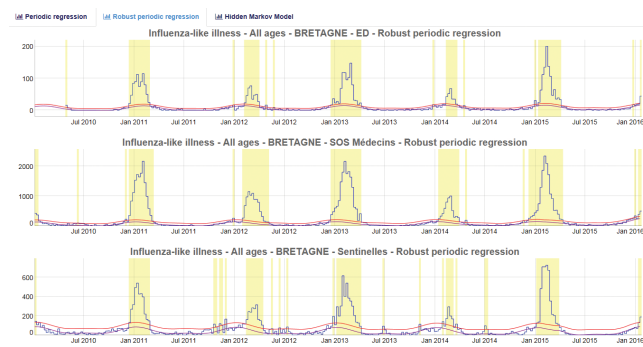 Periodic regression Robust periodic regression Hidden Markov Model
Influenza-like illness - All ages - BRETAGNE - ED - Robust periodic regression
200
100
0
Jul 2010 Jan 2011 Jul 2011 Jan 2012 Jul 2012 Jan 2013 Jul 2013 Jan 2014 Jul 2014 Jan 2015 Jul 2015 Jan 2016
Influenza-like illness - All ages - BRETAGNE - SOS Médecins - Robust periodic regression
2000
1000
0
Jul 2010 Jan 2011 Jul 2011 Jan 2012 Jul 2012 Jan 2013 Jul 2013 Jan 2014 Jul 2014 Jan 2015 Jul 2015 Jan 2016
Influenza-like illness - All ages - BRETAGNE - Sentinelles - Robust periodic regression
600
400
200
0
Jul 2010 Jan 2011 Jul 2011 Jan 2012 Jul 2012 Jan 2013 Jul 2013 Jan 2014 Jul 2014 Jan 2015 Jul 2015 Jan 2016